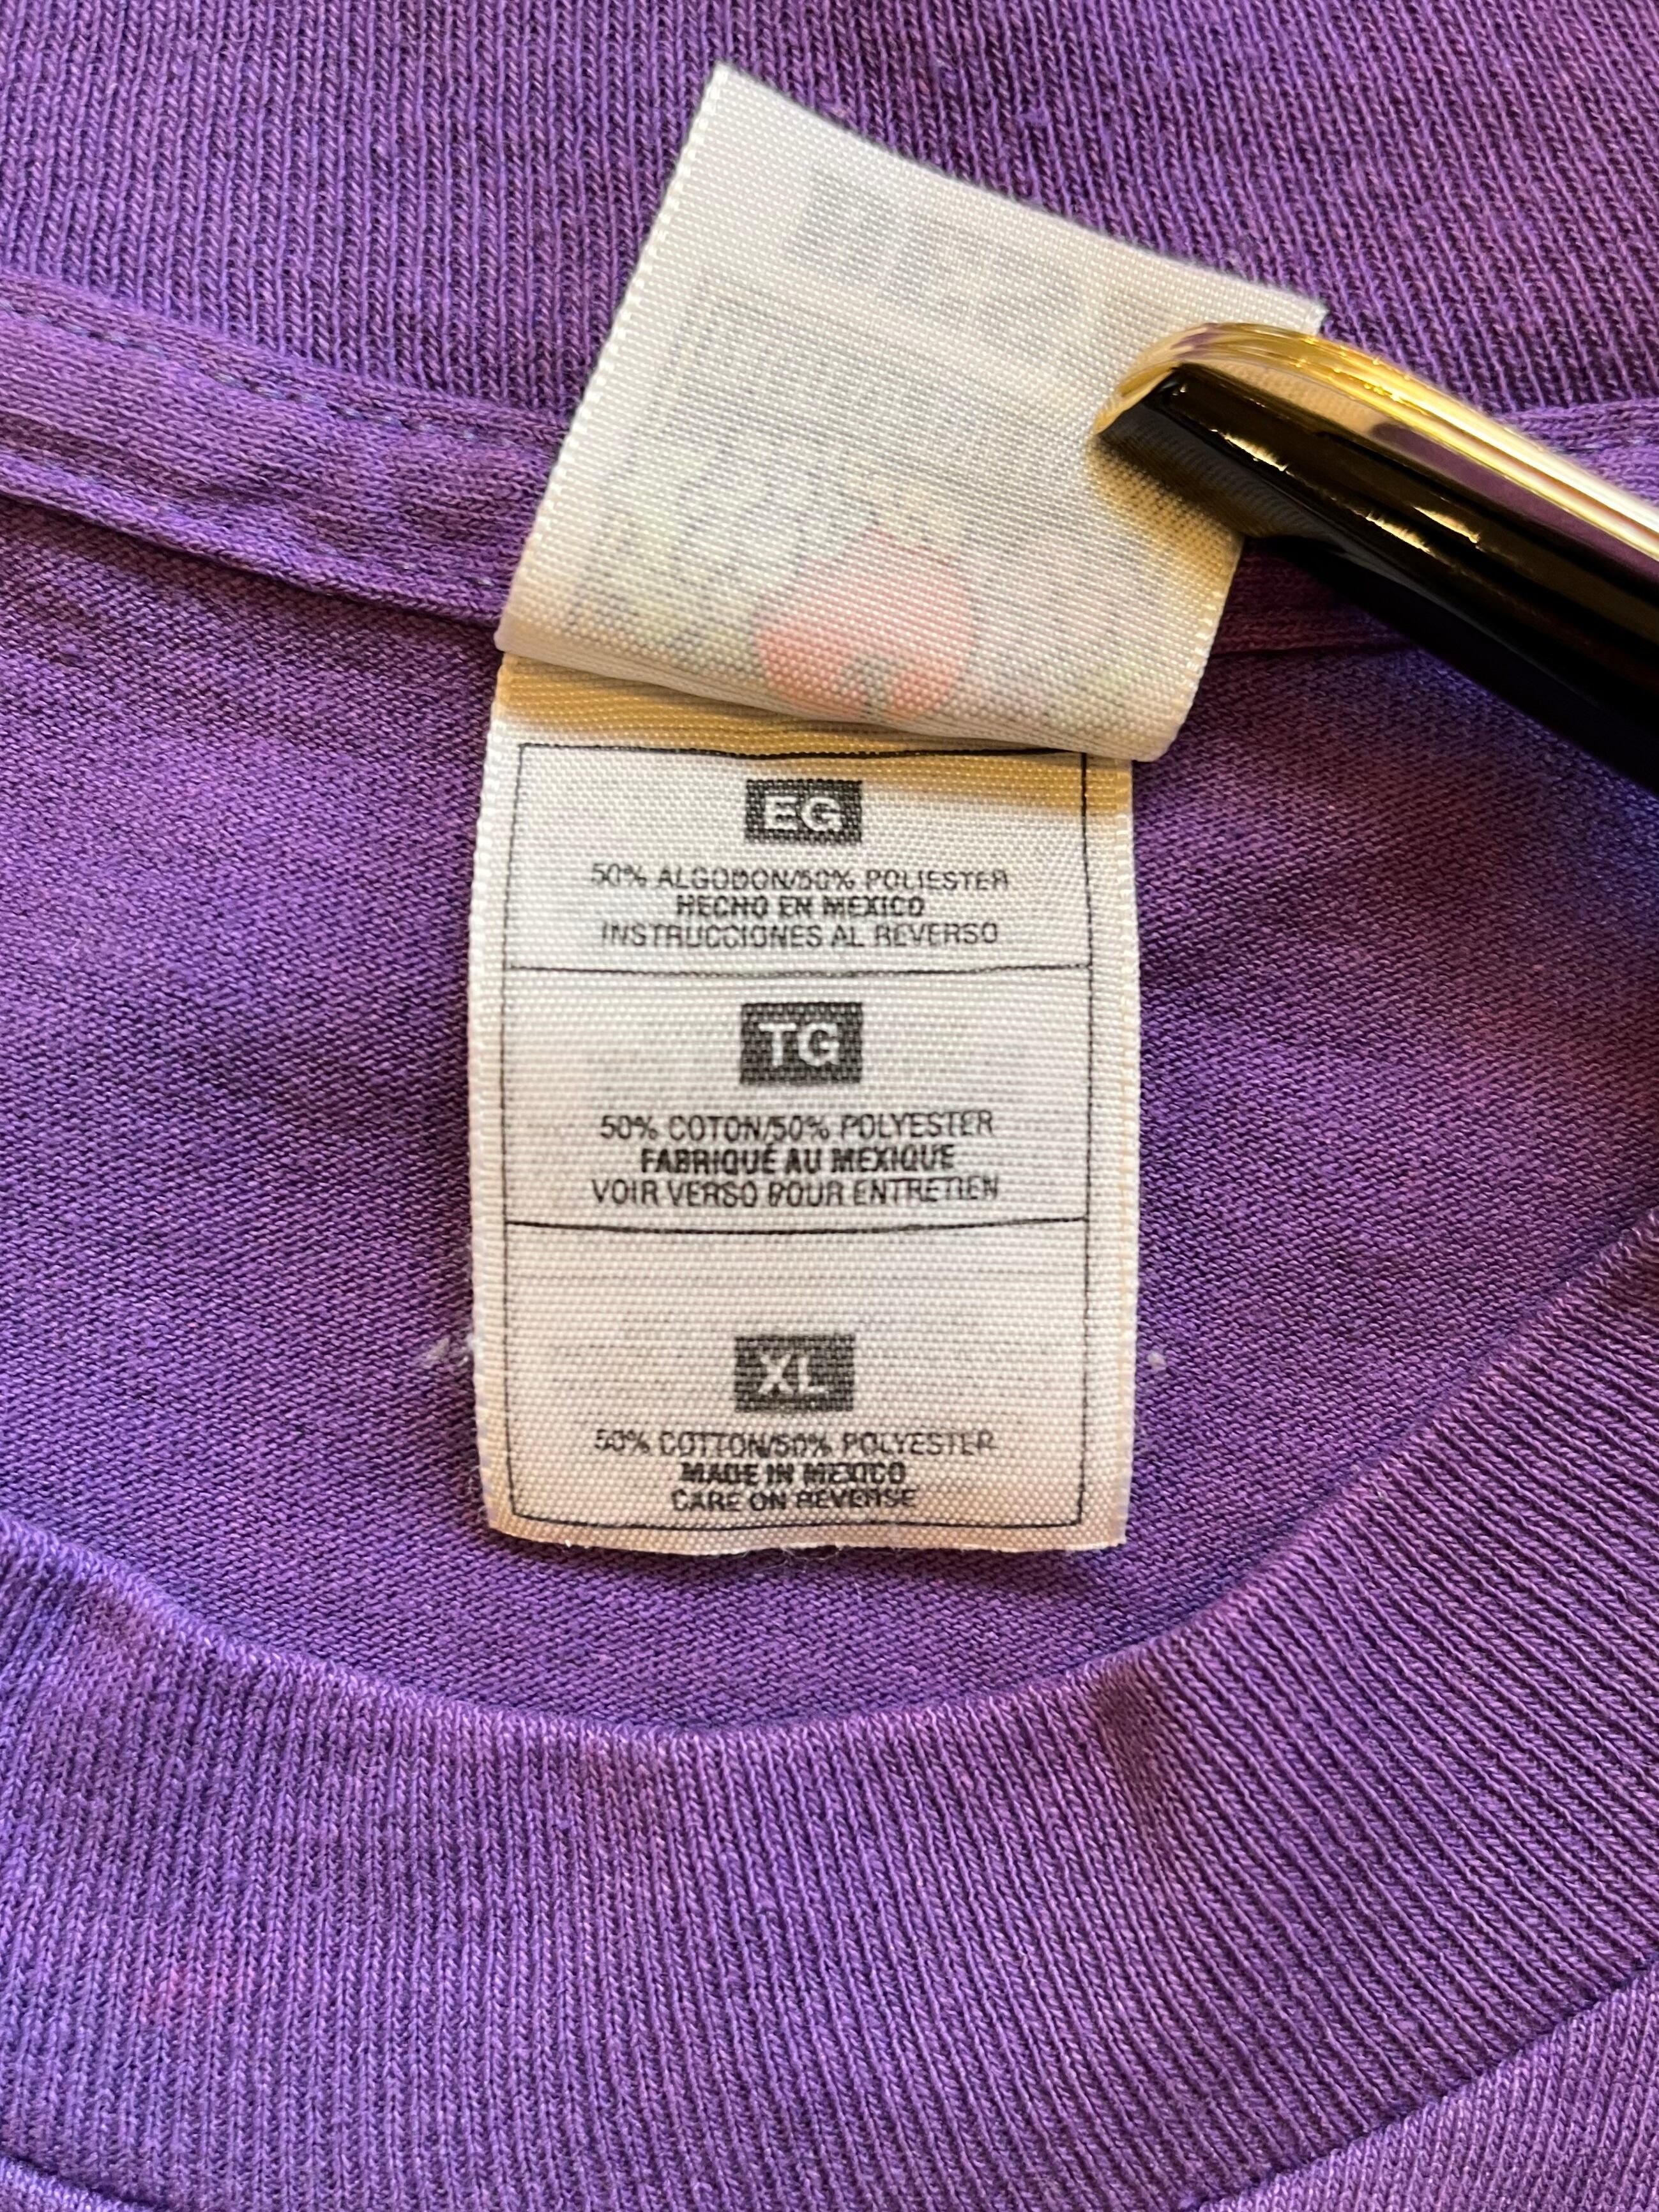 EG
50% ALGODON/50% POLIESTER
HECHO EN MEXICO
INSTRUCCIONES AL REVERSO
TG
50% COTON/50% POLYESTER
FABRIQUÉ AU MEXIQUE
VOIR VERSO POUR ENTRETIEN
XL
50% COTTON/50% POLYESTER
MADE IN MEXICO
CARE ON REVERSE